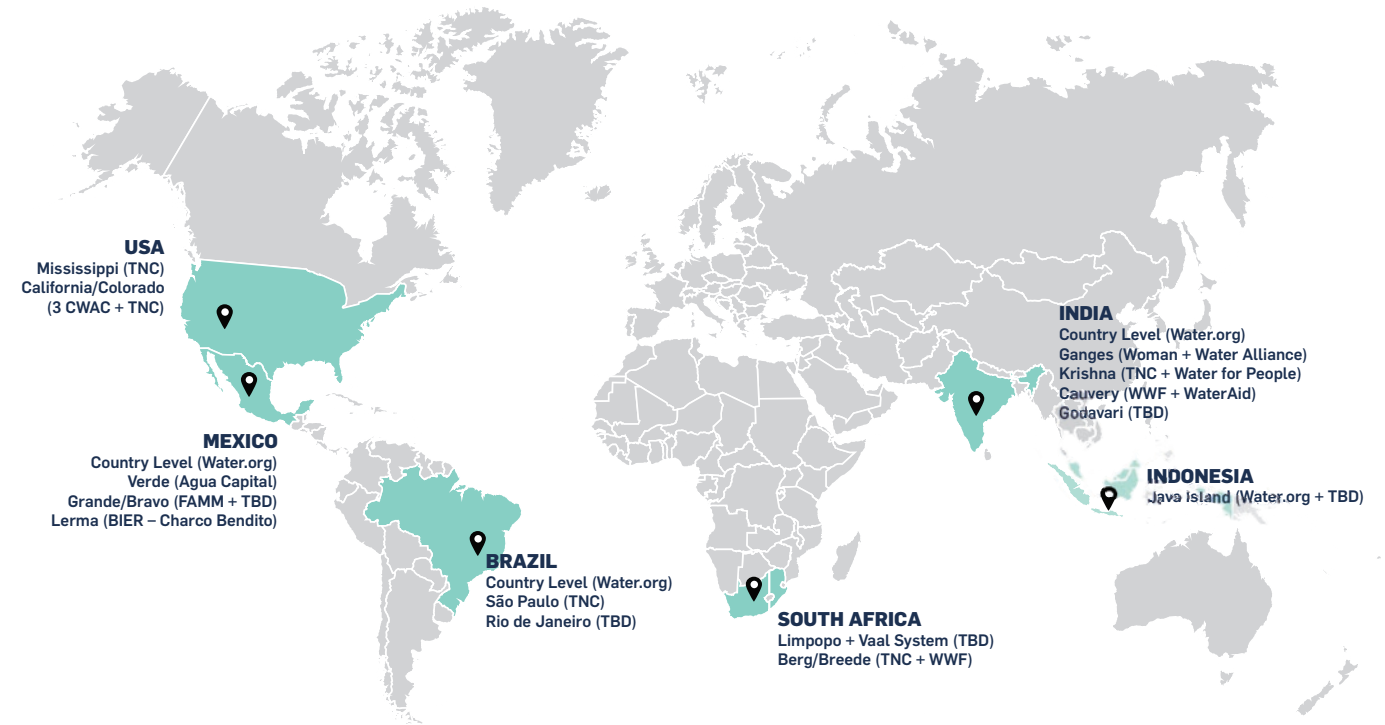 USA
Mississippi (TNC)
California/Colorado
(3 CWAC + TNC)
MEXICO
Country Level (Water.org)
Verde (Agua Capital)
Grande/Bravo (FAMM + TBD)
Lerma (BIER – Charco Bendito)
BRAZIL
Country Level (Water.org)
São Paulo (TNC)
Rio de Janeiro (TBD)
SOUTH AFRICA
Limpopo + Vaal System (TBD)
Berg/Breede (TNC + WWF)
INDIA
Country Level (Water.org)
Ganges (Woman + Water Alliance)
Krishna (TNC + Water for People)
Cauvery (WWF + WaterAid)
Godavari (TBD)
INDONESIA
Java Island (Water.org + TBD)